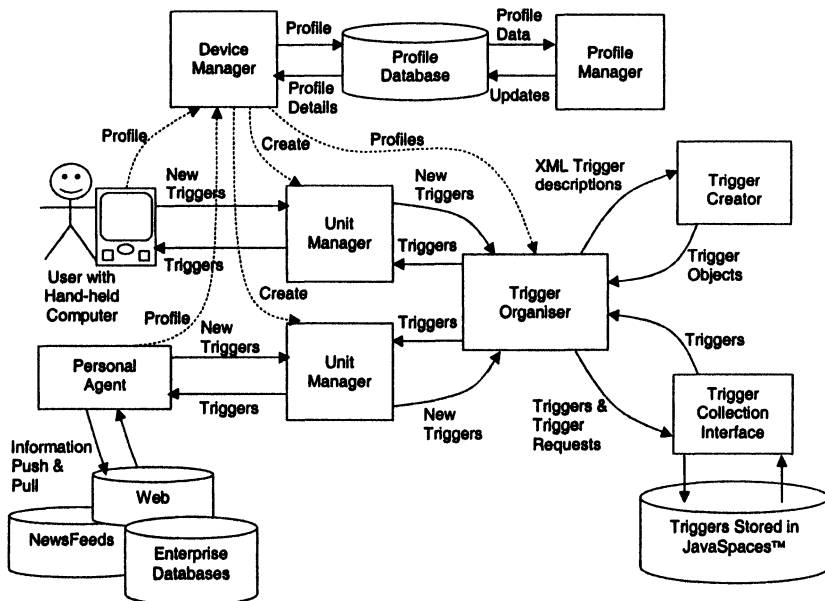 Device
Manager
Profile
Profile
Details
Profile
Database
Profile
Data
Updates
Profile
Manager
Profile
Create
Profiles
New
Triggers
Triggers
User with
Hand-held
Computer
Unit
Manager
New
Triggers
Triggers
XML Trigger
descriptions
Trigger
Creator
Trigger
Objects
Trigger
Organiser
Create
Profile
New
Triggers
Triggers
Personal
Agent
Unit
Manager
Triggers
New
Triggers
Triggers
Triggers &
Trigger
Requests
Trigger
Collection
Interface
Information
Push &
Pull
Web
NewsFeeds
Enterprise
Databases
Triggers Stored in
JavaSpaces™